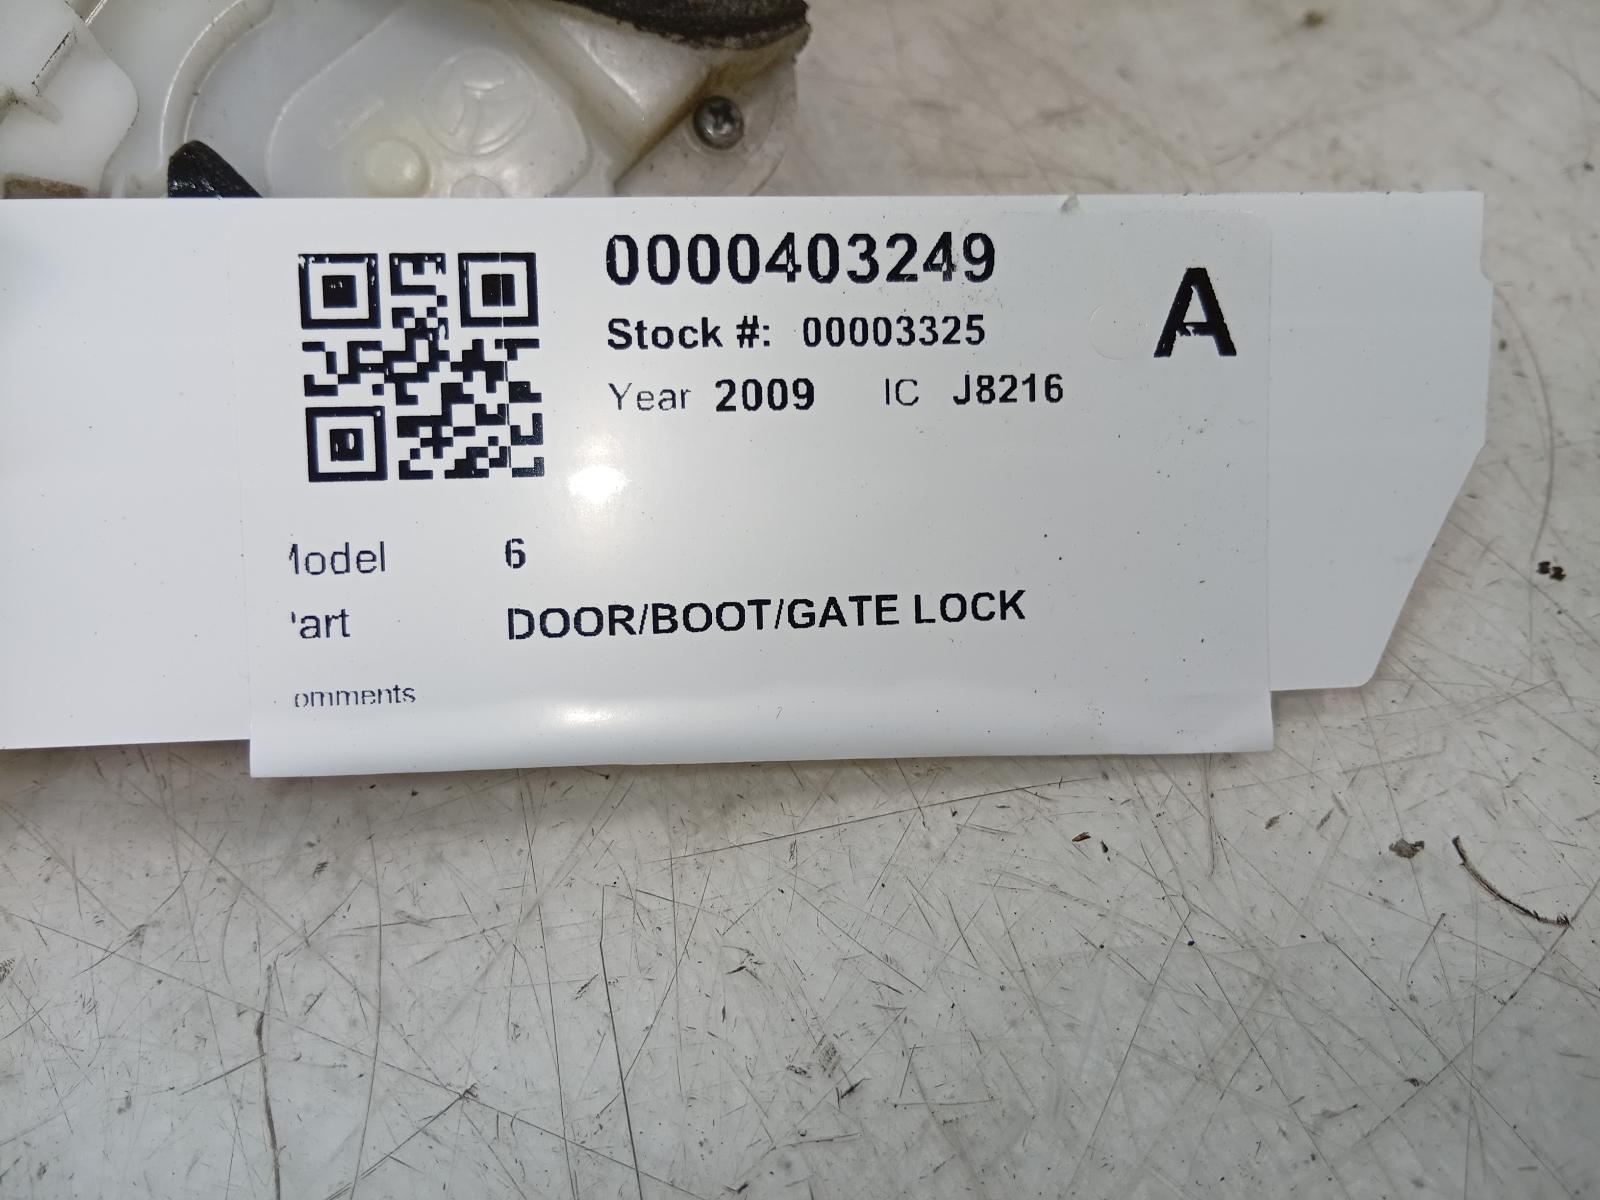 0000403249
A
Stock #: 00003325
Year 2009 IC J8216
Model 6
Part DOOR/BOOT/GATE LOCK
omments